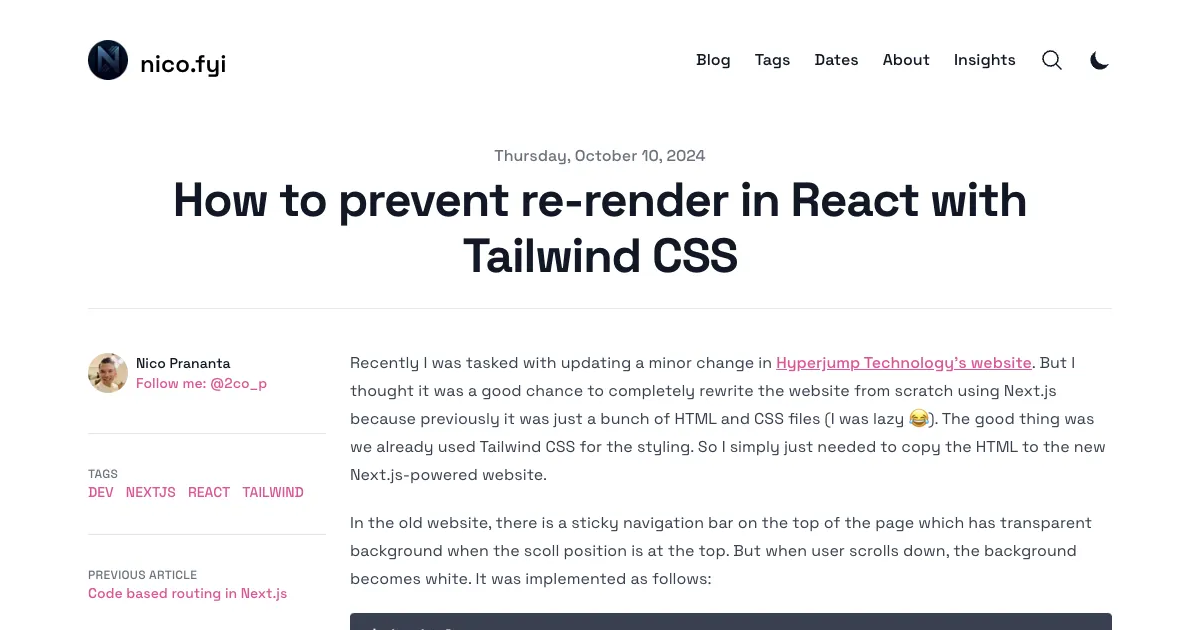 nico.fyi
Blog Tags Dates About Insights
Thursday, October 10, 2024
How to prevent re-render in React with
Tailwind CSS
Nico Prananta
Follow me: @2co_p
TAGS
DEV NEXTJS REACT TAILWIND
PREVIOUS ARTICLE
Code based routing in Next.js
Recently I was tasked with updating a minor change in Hyperjump Technology's website. But I
thought it was a good chance to completely rewrite the website from scratch using Next.js
because previously it was just a bunch of HTML and CSS files (I was lazy 😂). The good thing was
we already used Tailwind CSS for the styling. So I simply just needed to copy the HTML to the new
Next.js-powered website.
In the old website, there is a sticky navigation bar on the top of the page which has transparent
background when the scoll position is at the top. But when user scrolls down, the background
becomes white. It was implemented as follows: